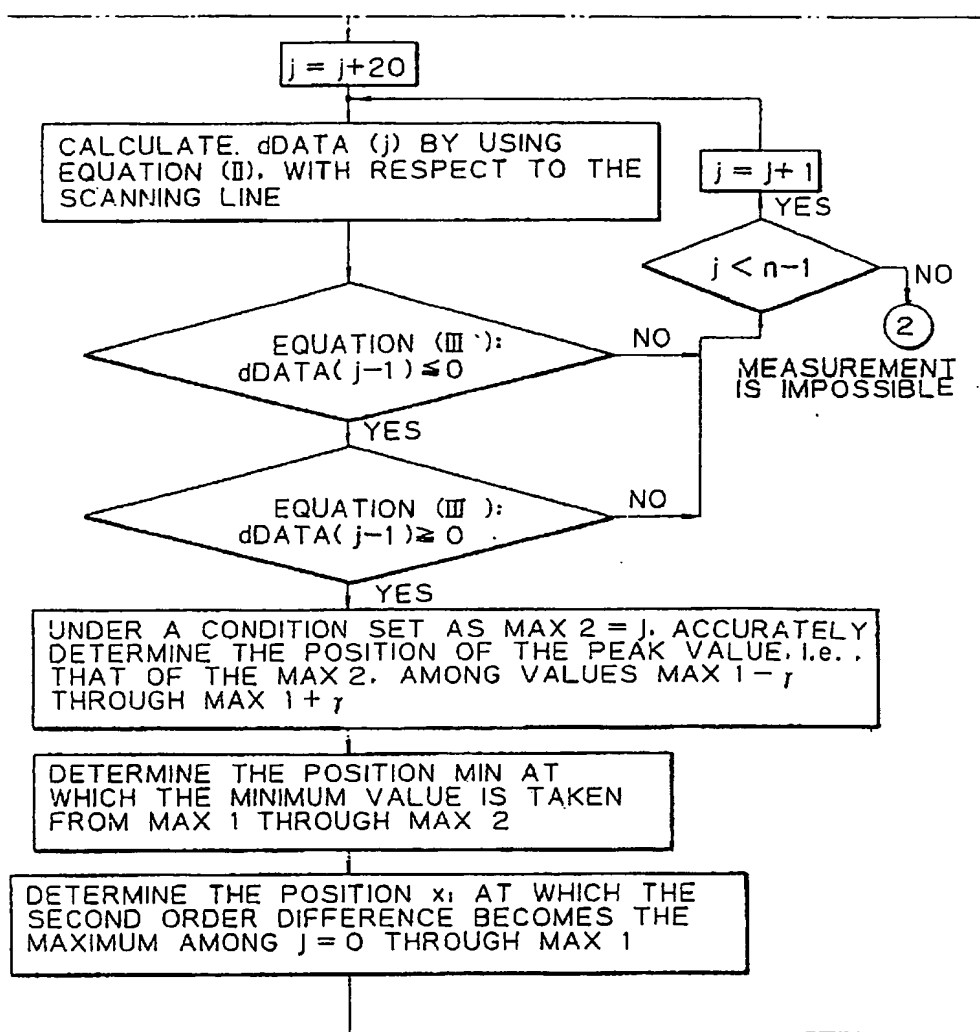 j = j+20
CALCULATE. dDATA (j) BY USING
EQUATION (II), WITH RESPECT TO THE
SCANNING LINE
j = j+1
YES
j < n-1
NO
2
MEASUREMENT
IS IMPOSSIBLE
EQUATION (III'):
dDATA(j-1) ≦ 0
NO
YES
EQUATION (III ):
dDATA(j-1) ≧ 0
NO
YES
UNDER A CONDITION SET AS MAX 2 = j. ACCURATELY
DETERMINE THE POSITION OF THE PEAK VALUE, i.e.,
THAT OF THE MAX 2. AMONG VALUES MAX 1 - γ
THROUGH MAX 1 + γ
DETERMINE THE POSITION MIN AT
WHICH THE MINIMUM VALUE IS TAKEN
FROM MAX 1 THROUGH MAX 2
DETERMINE THE POSITION x₁ AT WHICH THE
SECOND ORDER DIFFERENCE BECOMES THE
MAXIMUM AMONG j = 0 THROUGH MAX 1